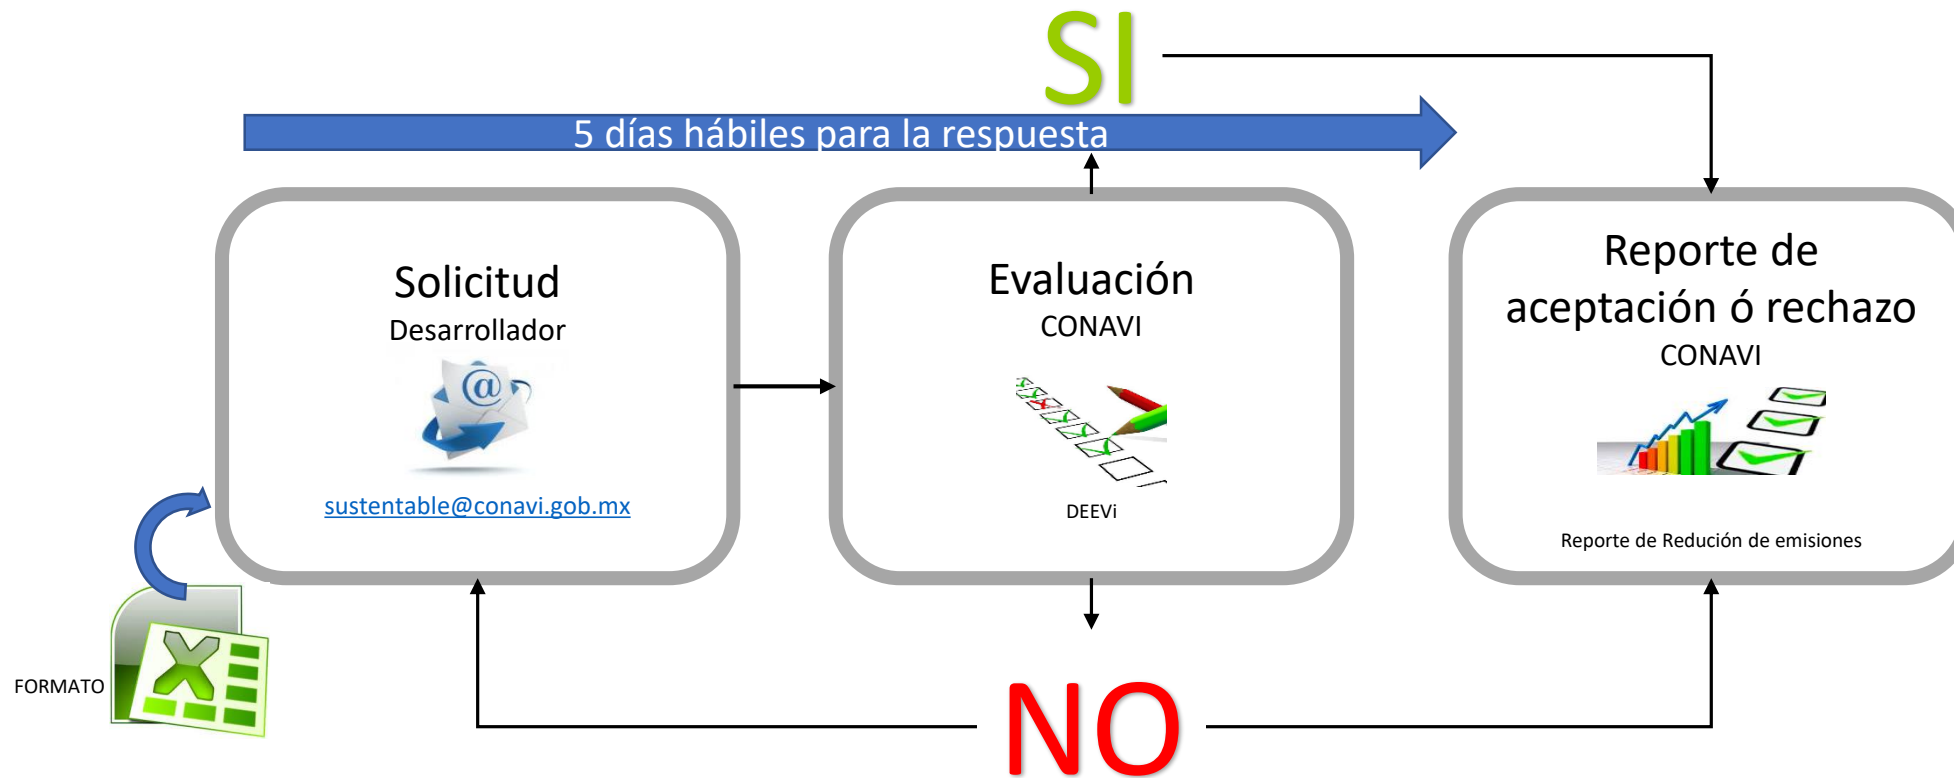 SI
5 días hábiles para la respuesta
Solicitud
Desarrollador
@
sustentable@conavi.gob.mx
Evaluación
CONAVI
DEEVi
Reporte de
aceptación ó rechazo
CONAVI
Reporte de Redución de emisiones
FORMATO
X
NO